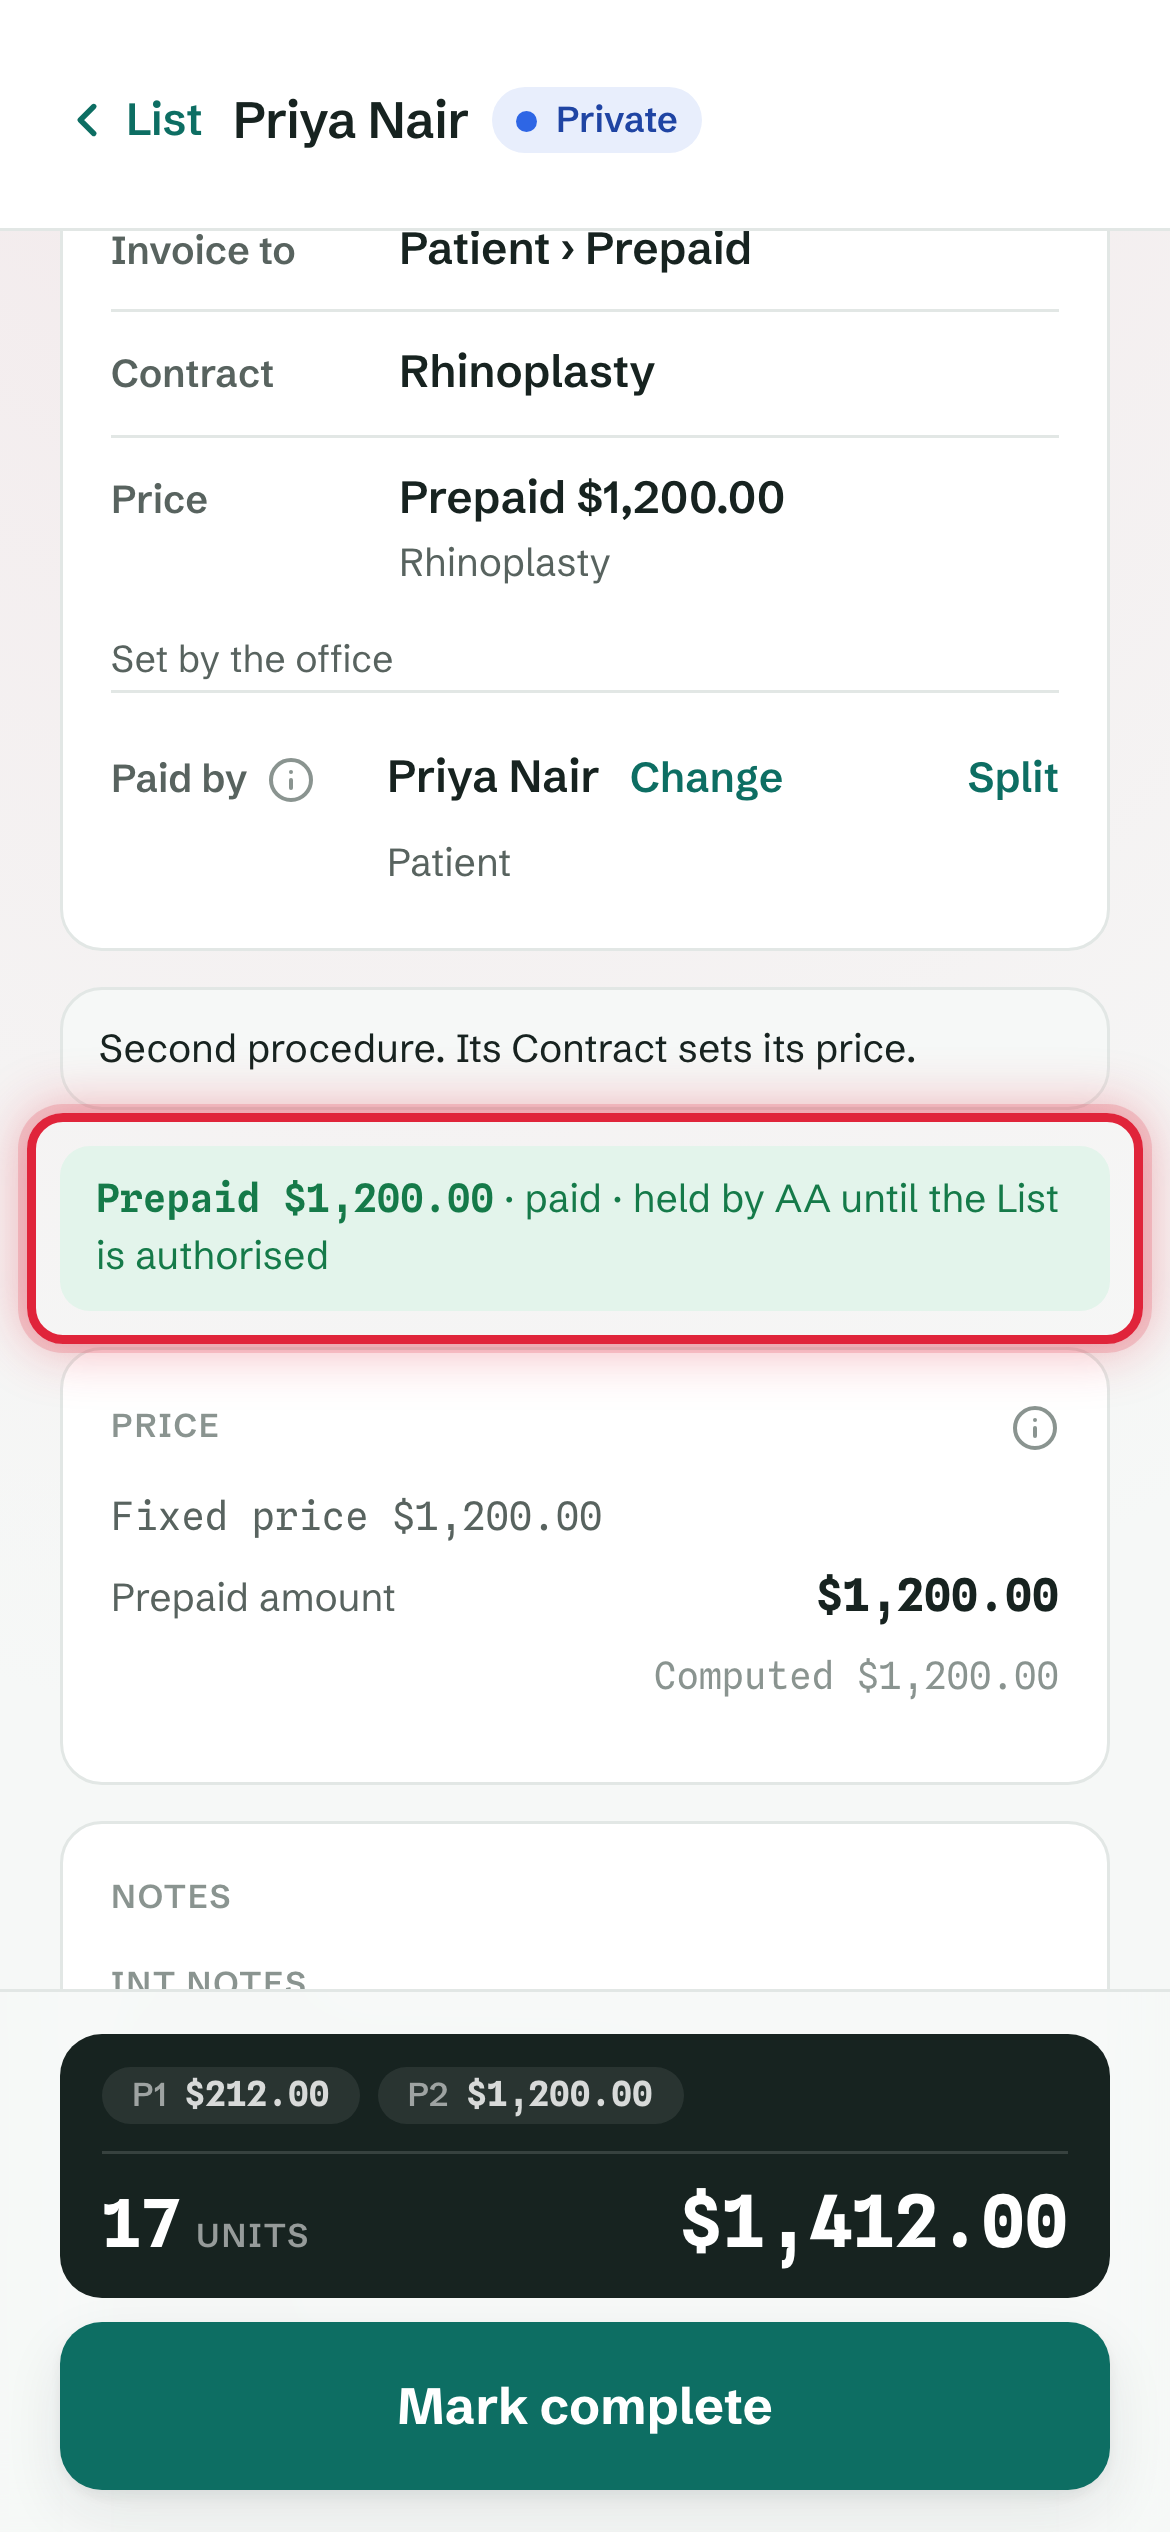 List Priya Nair Private
Invoice to Patient › Prepaid
Contract Rhinoplasty
Price Prepaid $1,200.00
Rhinoplasty
Set by the office
Paid by Priya Nair Change Split
Patient
Second procedure. Its Contract sets its price.
Prepaid $1,200.00 · paid · held by AA until the List
is authorised
PRICE
Fixed price $1,200.00
Prepaid amount $1,200.00
Computed $1,200.00
NOTES
INT NOTES
P1 $212.00 P2 $1,200.00
17 UNITS $1,412.00
Mark complete